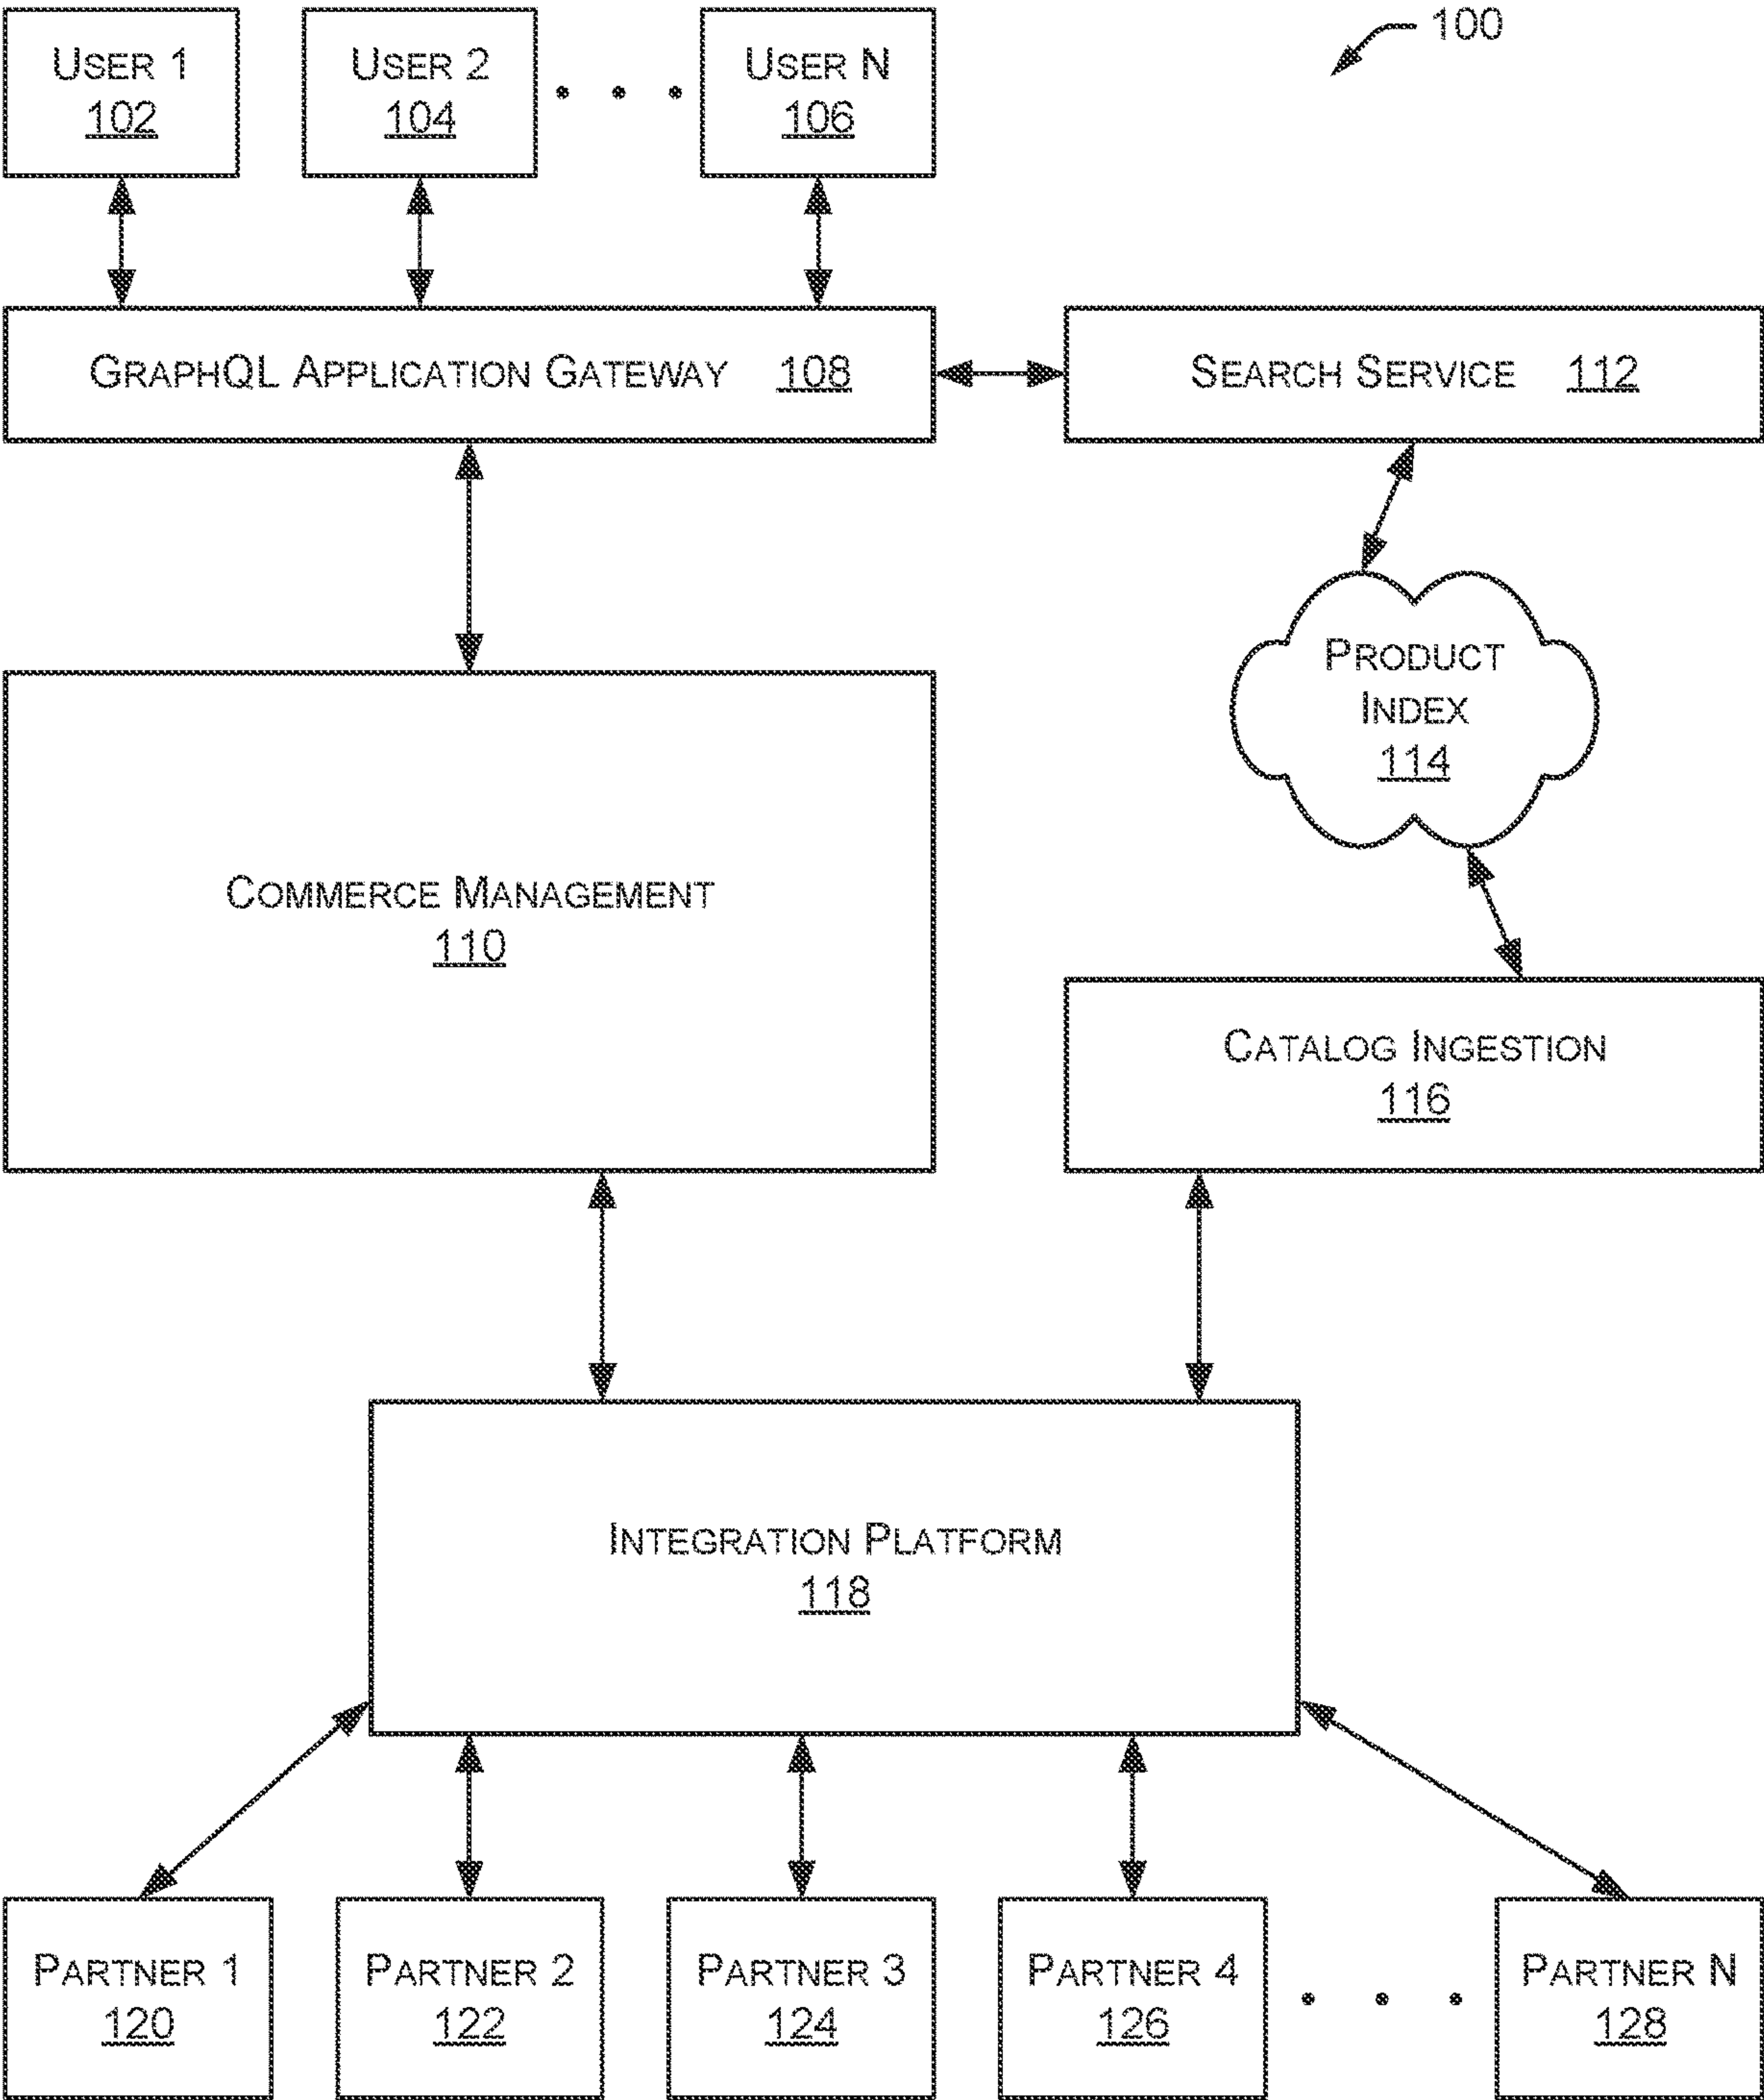 100
USER 1
102
USER 2
104
USER N
106
GRAPHQL APPLICATION GATEWAY 108
SEARCH SERVICE 112
PRODUCT
INDEX
114
COMMERCE MANAGEMENT
110
CATALOG INGESTION
116
INTEGRATION PLATFORM
118
PARTNER 1
120
PARTNER 2
122
PARTNER 3
124
PARTNER 4
126
PARTNER N
128